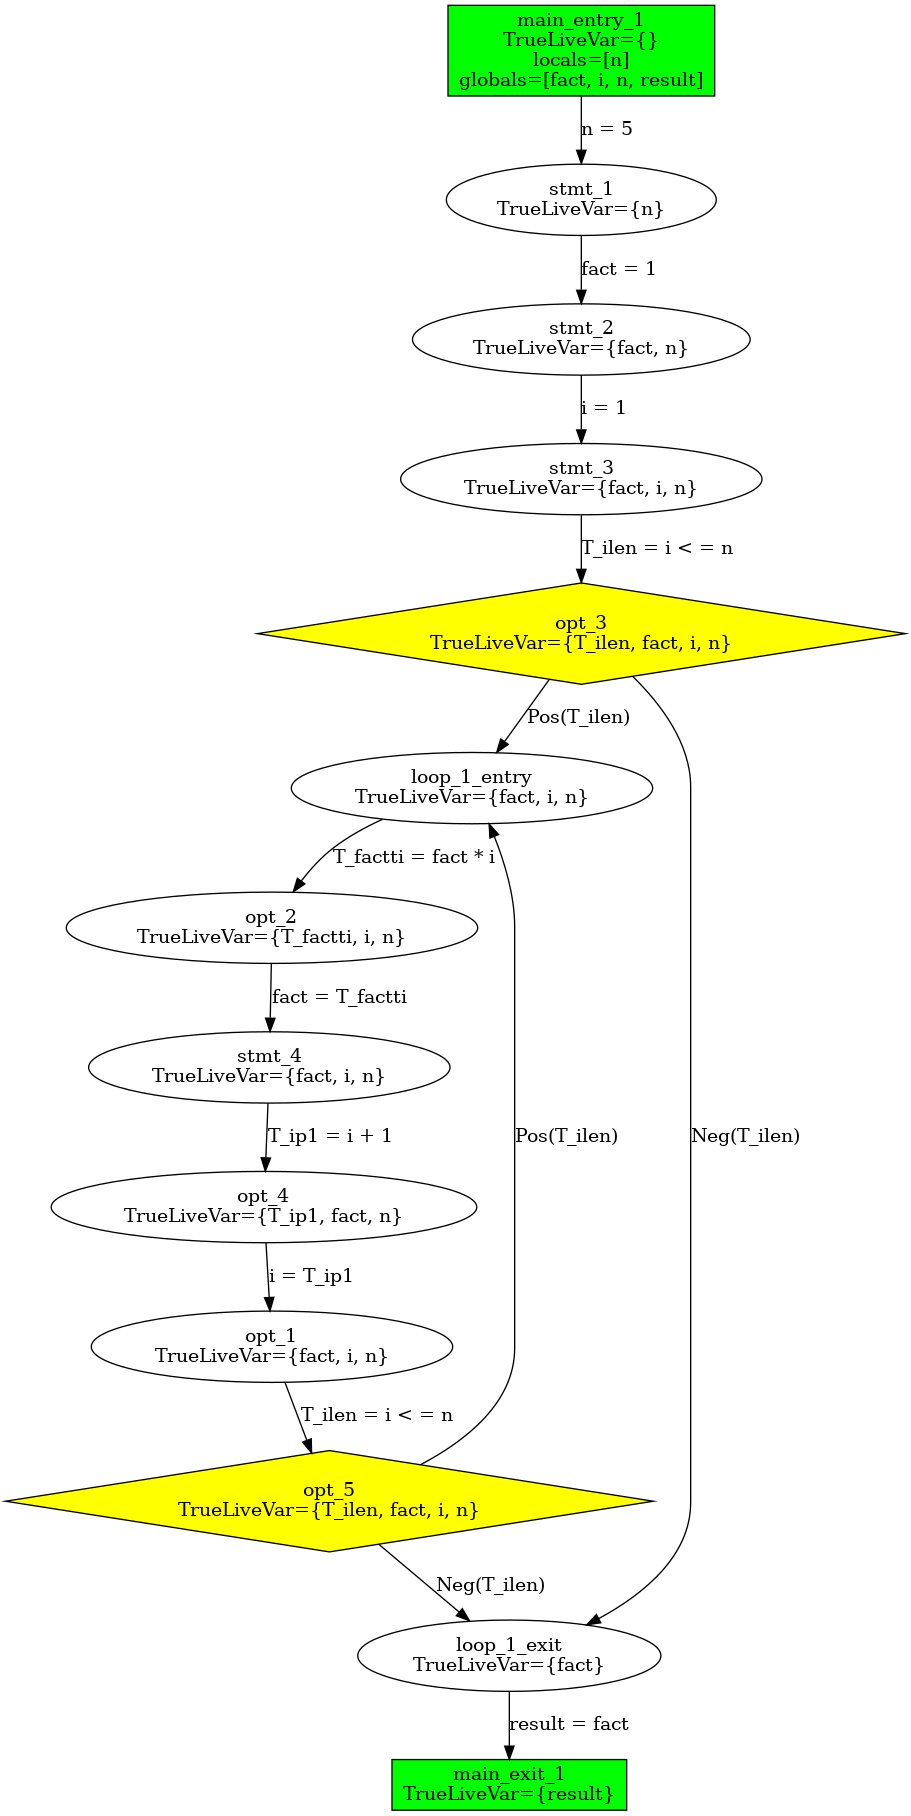 main_entry_1
TrueLiveVar={}
locals=[n]
globals=[fact, i, n, result]
n = 5
stmt_1
TrueLiveVar={n}
fact = 1
stmt_2
TrueLiveVar={fact, n}
i = 1
stmt_3
TrueLiveVar={fact, i, n}
T_ilen = i < = n
opt_3
TrueLiveVar={T_ilen, fact, i, n}
Pos(T_ilen)
loop_1_entry
TrueLiveVar={fact, i, n}
T_factti = fact * i
opt_2
TrueLiveVar={T_factti, i, n}
fact = T_factti
stmt_4
TrueLiveVar={fact, i, n}
T_ip1 = i + 1
Pos(T_ilen)
Neg(T_ilen)
opt_4
TrueLiveVar={T_ip1, fact, n}
i = T_ip1
opt_1
TrueLiveVar={fact, i, n}
T_ilen = i < = n
opt_5
TrueLiveVar={T_ilen, fact, i, n}
Neg(T_ilen)
loop_1_exit
TrueLiveVar={fact}
result = fact
main_exit_1
TrueLiveVar={result}